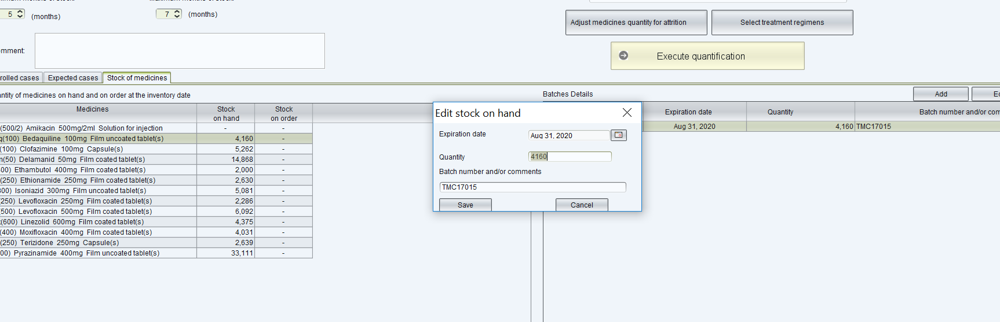 5 (months) 7 (months)
Adjust medicines quantity for attrition Select treatment regimens
mment:
Execute quantification
rolled cases Expected cases Stock of medicines
ntity of medicines on hand and on order at the inventory date
Medicines Stock on hand Stock on order
(500/2) Amikacin 500mg/2ml Solution for injection - -
q(100) Bedaquiline 100mg Film uncoated tablet(s) 4,160 -
(100) Clofazimine 100mg Capsule(s) 5,262 -
n(50) Delamanid 50mg Film coated tablet(s) 14,868 -
00) Ethambutol 400mg Film coated tablet(s) 2,000 -
(250) Ethionamide 250mg Film coated tablet(s) 2,630 -
300) Isoniazid 300mg Film uncoated tablet(s) 5,081 -
(250) Levofloxacin 250mg Film coated tablet(s) 2,286 -
(500) Levofloxacin 500mg Film coated tablet(s) 6,092 -
(600) Linezolid 600mg Film coated tablet(s) 4,375 -
(400) Moxifloxacin 400mg Film coated tablet(s) 4,031 -
(250) Terizidone 250mg Capsule(s) 2,639 -
00) Pyrazinamide 400mg Film uncoated tablet(s) 33,111 -
Batches Details Add
Expiration date Quantity Batch number and/or com
Aug 31, 2020 4,160 TMC17015
Edit stock on hand
Expiration date Aug 31, 2020
Quantity 4160
Batch number and/or comments
TMC17015
Save Cancel